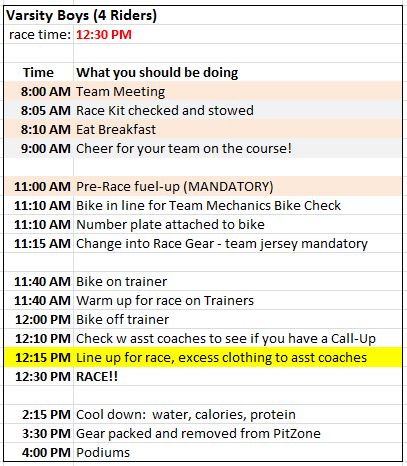 Varsity Boys (4 Riders)
race time: 12:30 PM
Time What you should be doing
8:00 AM Team Meeting
8:05 AM Race Kit checked and stowed
8:10 AM Eat Breakfast
9:00 AM Cheer for your team on the course!
11:00 AM Pre-Race fuel-up (MANDATORY)
11:10 AM Bike in line for Team Mechanics Bike Check
11:10 AM Number plate attached to bike
11:15 AM Change into Race Gear - team jersey mandatory
11:40 AM Bike on trainer
11:40 AM Warm up for race on Trainers
12:00 PM Bike off trainer
12:10 PM Check w asst coaches to see if you have a Call-Up
12:15 PM Line up for race, excess clothing to asst coaches
12:30 PM RACE!!
2:15 PM Cool down: water, calories, protein
3:30 PM Gear packed and removed from PitZone
4:00 PM Podiums